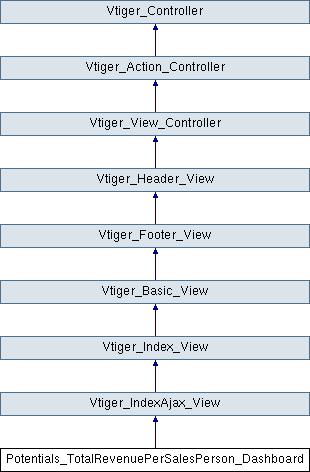 Vtiger_Controller
Vtiger_Action_Controller
Vtiger_View_Controller
Vtiger_Header_View
Vtiger_Footer_View
Vtiger_Basic_View
Vtiger_Index_View
Vtiger_IndexAjax_View
Potentials_TotalRevenuePerSalesPerson_Dashboard